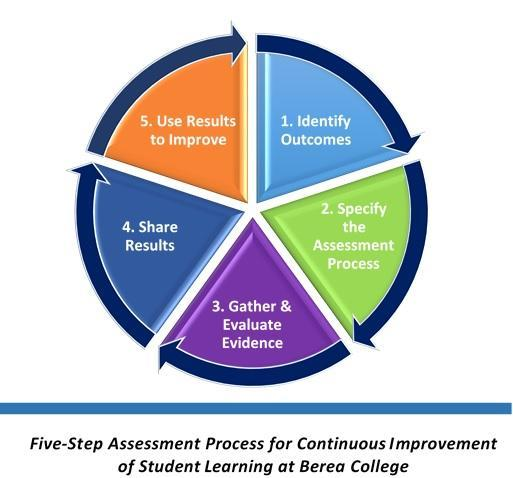 1. Identify
Outcomes
2. Specify
the
Assessment
Process
3. Gather &
Evaluate
Evidence
4. Share
Results
5. Use Results
to Improve
Five-Step Assessment Process for Continuous Improvement
of Student Learning at Berea College